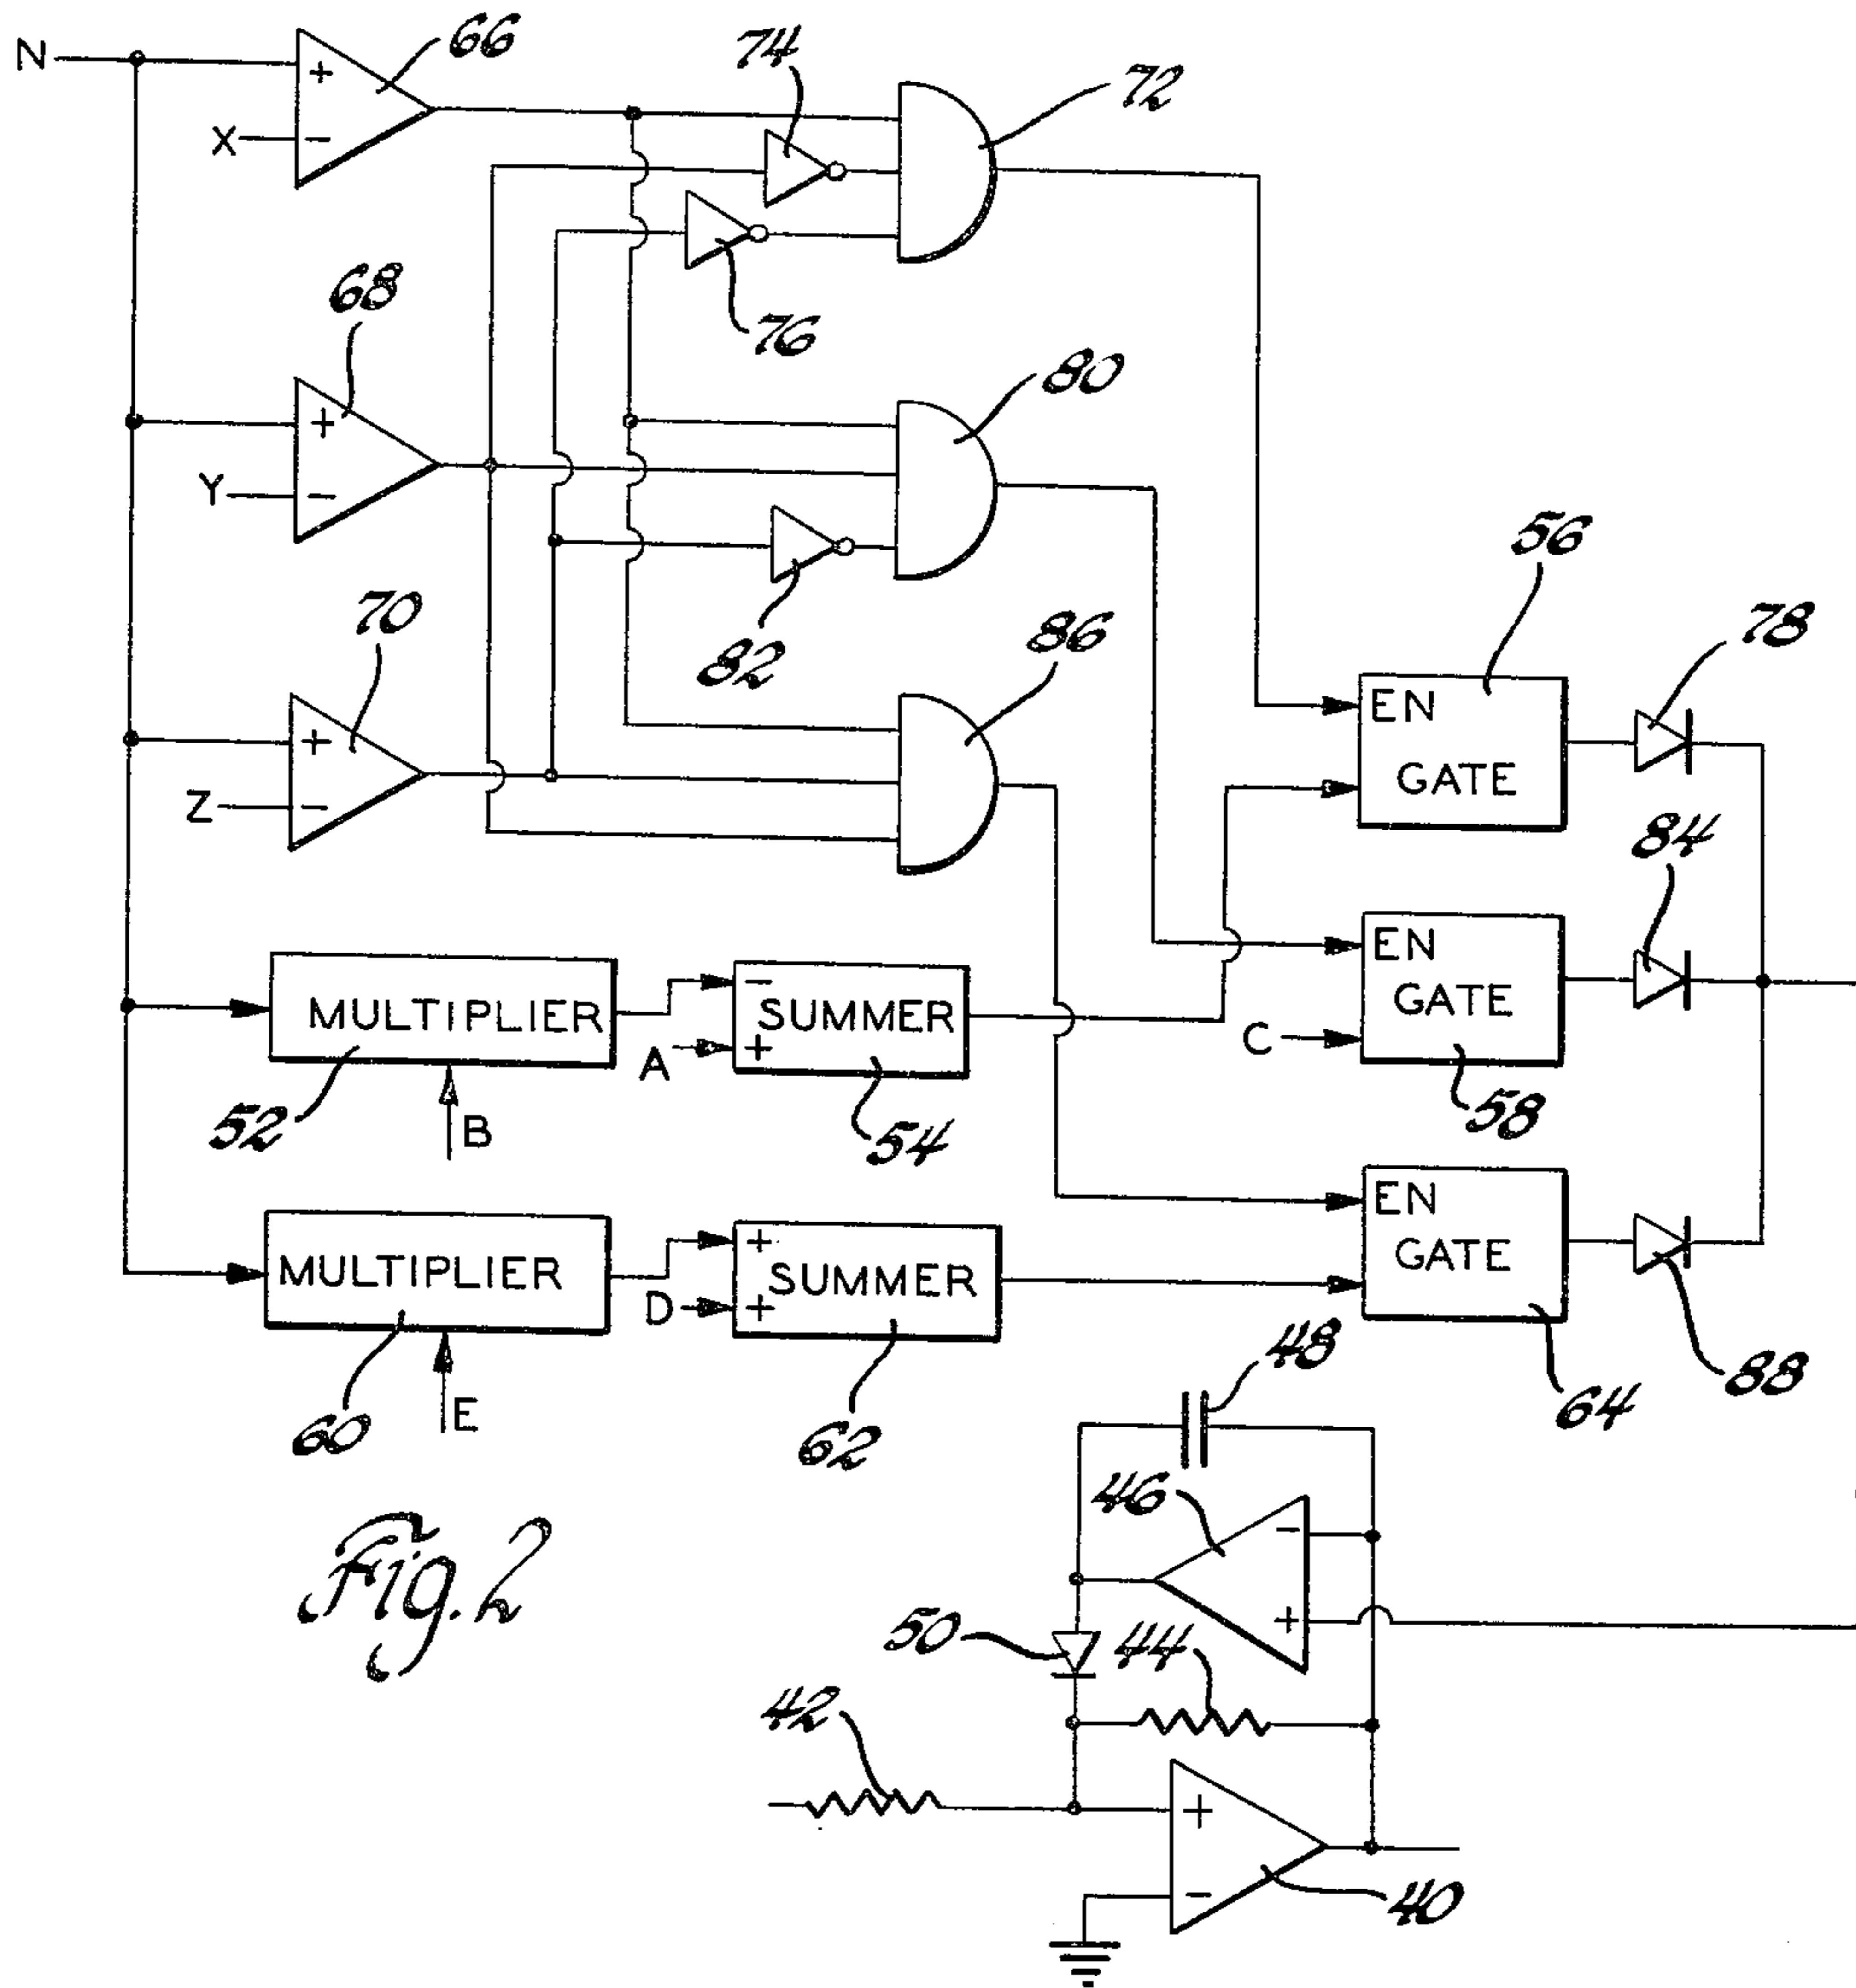 N
+
66
X
−
74
72
76
68
+
Y
−
80
82
70
+
Z
−
86
56
78
EN
GATE
84
EN
GATE
C
58
MULTIPLIER
52
B
−
SUMMER
A
+
54
MULTIPLIER
60
E
+
SUMMER
D
+
62
EN
GATE
64
88
48
46
−
+
50
44
42
+
−
40
Fig. 2